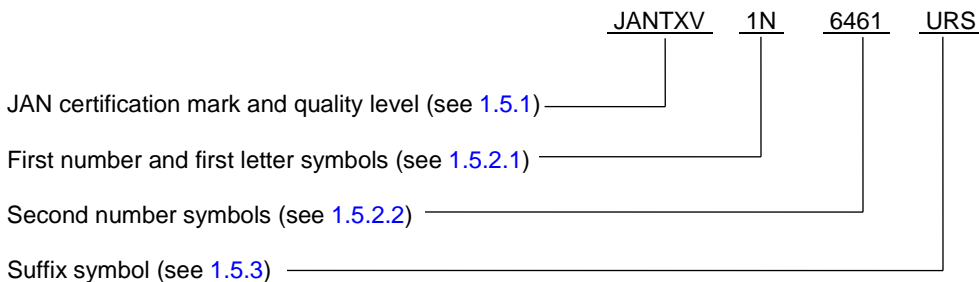 JANTXV 1N 6461 URS
JAN certification mark and quality level (see 1.5.1)
First number and first letter symbols (see 1.5.2.1)
Second number symbols (see 1.5.2.2)
Suffix symbol (see 1.5.3)